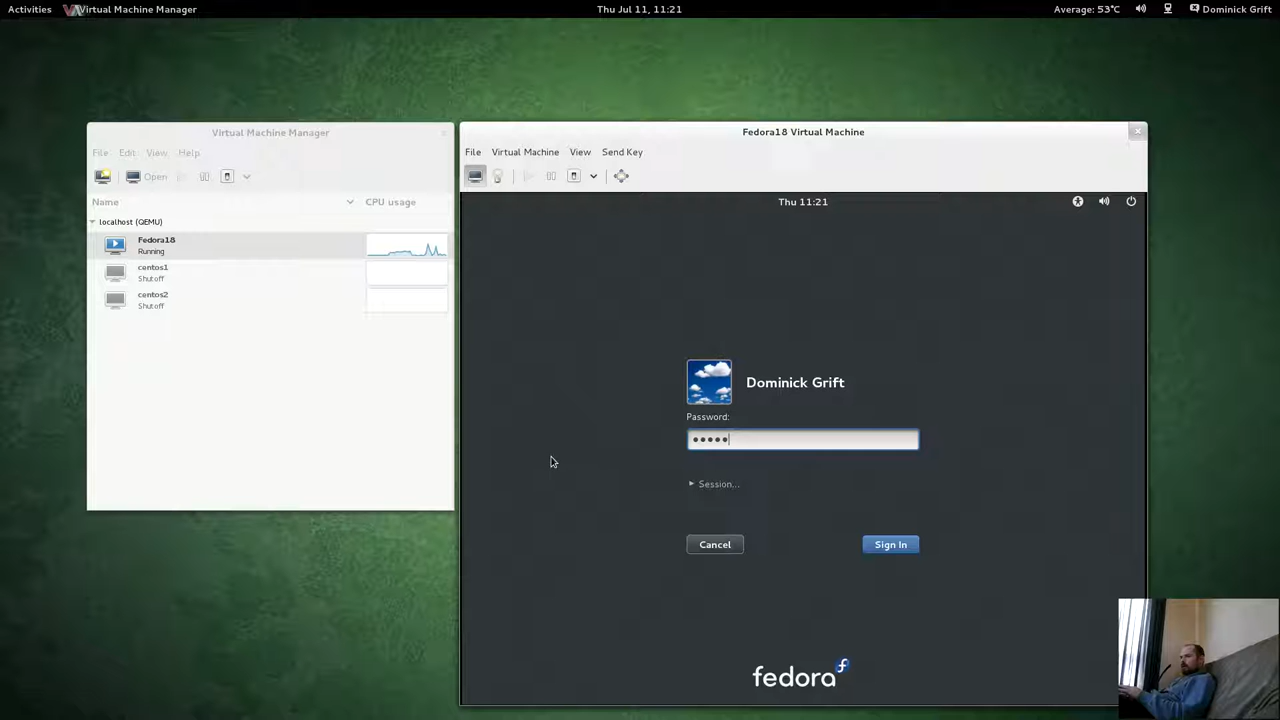 Activities Virtual Machine Manager Thu Jul 11, 11:21 Average: 53°C Dominick Grift
Virtual Machine Manager
File Edit View Help
Open
Name CPU usage
localhost (QEMU)
Fedora18
Running
centos1
Shutoff
centos2
Shutoff
Fedora18 Virtual Machine
File Virtual Machine View Send Key
Thu 11:21
Dominick Grift
Password:
Session...
Cancel Sign In
fedora